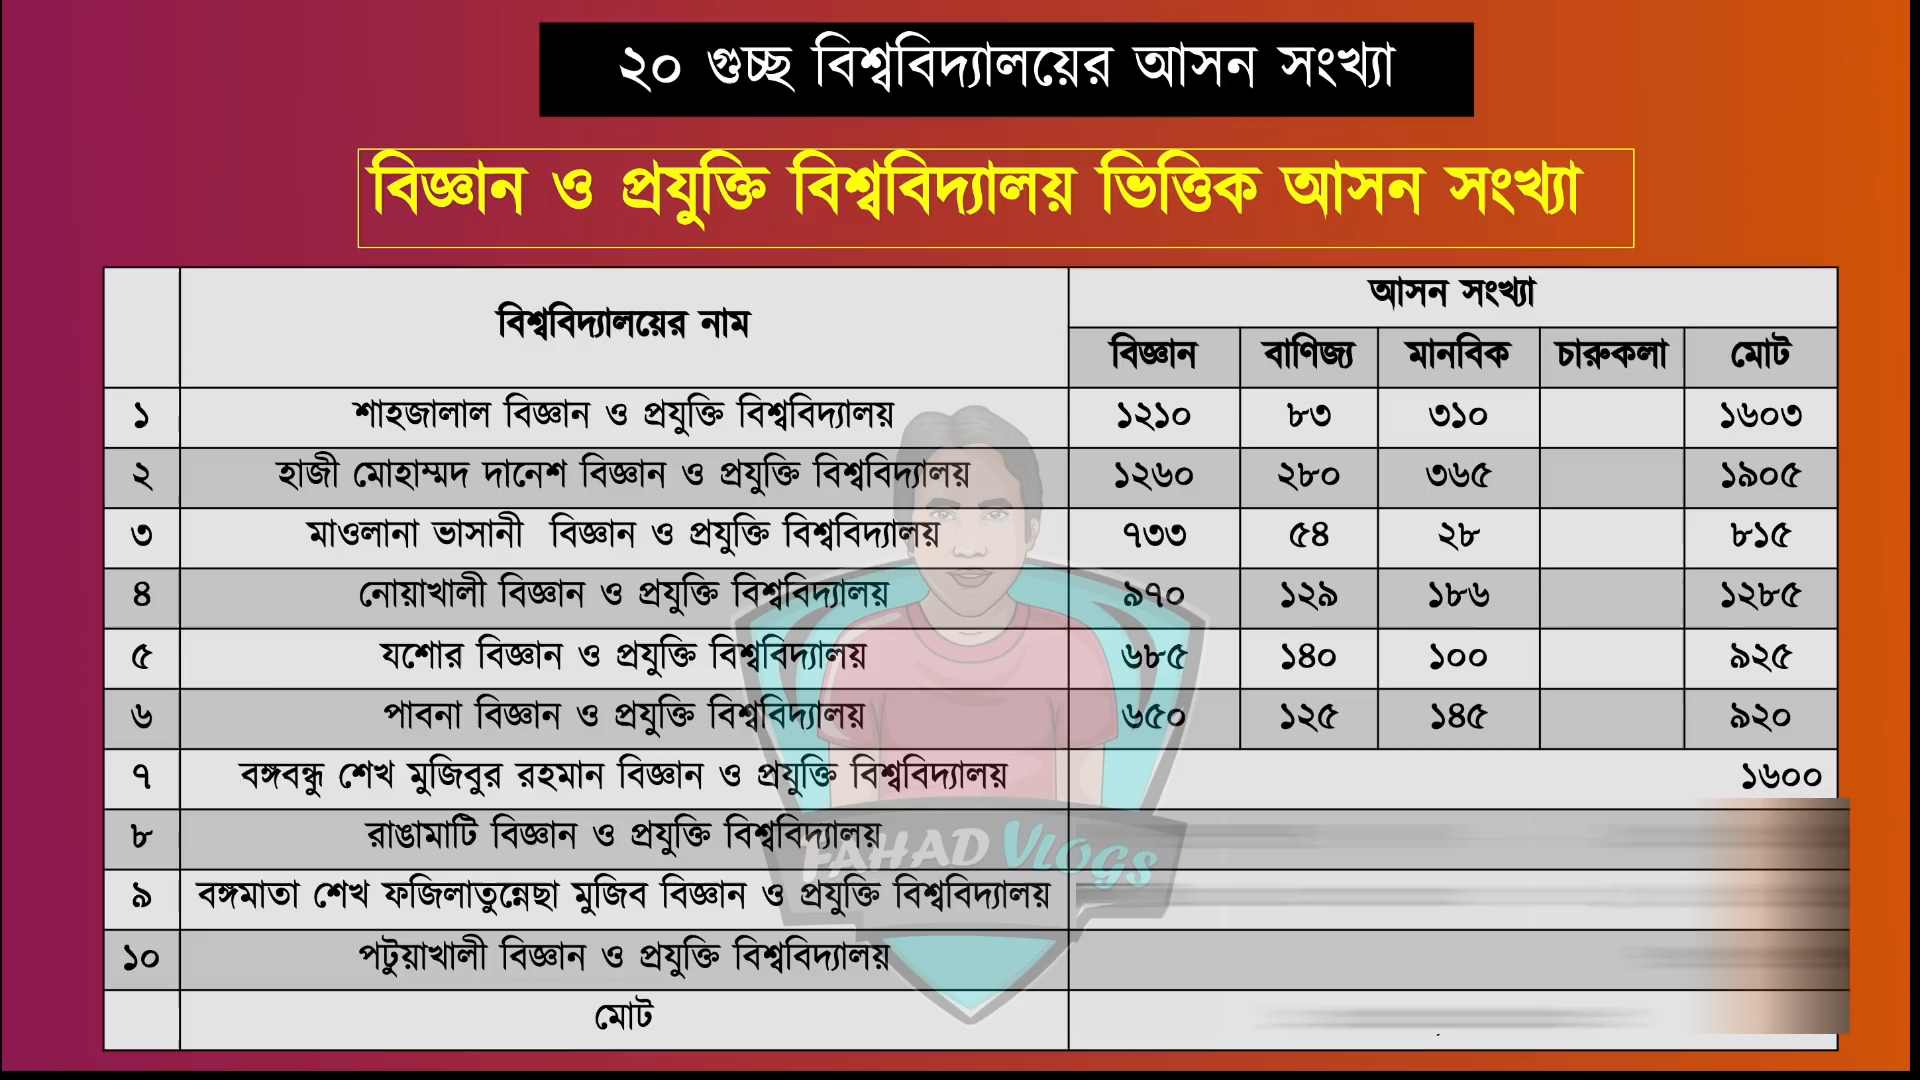 ২০ গুচ্ছ বিশ্ববিদ্যালয়ের আসন সংখ্যা
বিজ্ঞান ও প্রযুক্তি বিশ্ববিদ্যালয় ভিত্তিক আসন সংখ্যা
বিশ্ববিদ্যালয়ের নাম আসন সংখ্যা
বিজ্ঞান বাণিজ্য মানবিক চারুকলা মোট
১ শাহজালাল বিজ্ঞান ও প্রযুক্তি বিশ্ববিদ্যালয় ১২১০ ৮৩ ৩১০ ১৬০৩
২ হাজী মোহাম্মদ দানেশ বিজ্ঞান ও প্রযুক্তি বিশ্ববিদ্যালয় ১২৬০ ২৮০ ৩৬৫ ১৯০৫
৩ মাওলানা ভাসানী বিজ্ঞান ও প্রযুক্তি বিশ্ববিদ্যালয় ৭৩৩ ৫৪ ২৮ ৮১৫
৪ নোয়াখালী বিজ্ঞান ও প্রযুক্তি বিশ্ববিদ্যালয় ৯৭০ ১২৯ ১৮৬ ১২৮৫
৫ যশোর বিজ্ঞান ও প্রযুক্তি বিশ্ববিদ্যালয় ৬৮৫ ১৪০ ১০০ ৯২৫
৬ পাবনা বিজ্ঞান ও প্রযুক্তি বিশ্ববিদ্যালয় ৬৫০ ১২৫ ১৪৫ ৯২০
৭ বঙ্গবন্ধু শেখ মুজিবুর রহমান বিজ্ঞান ও প্রযুক্তি বিশ্ববিদ্যালয় ১৬০০
৮ রাঙামাটি বিজ্ঞান ও প্রযুক্তি বিশ্ববিদ্যালয়
FAHAD VLOGS
৯ বঙ্গমাতা শেখ ফজিলাতুন্নেছা মুজিব বিজ্ঞান ও প্রযুক্তি বিশ্ববিদ্যালয়
১০ পটুয়াখালী বিজ্ঞান ও প্রযুক্তি বিশ্ববিদ্যালয়
মোট